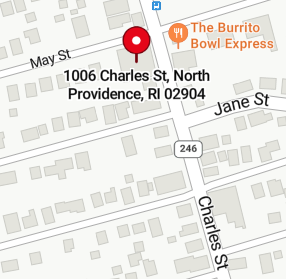 The Burrito
Bowl Express
May St
1006 Charles St, North
Providence, RI 02904
Jane St
246
Charles St